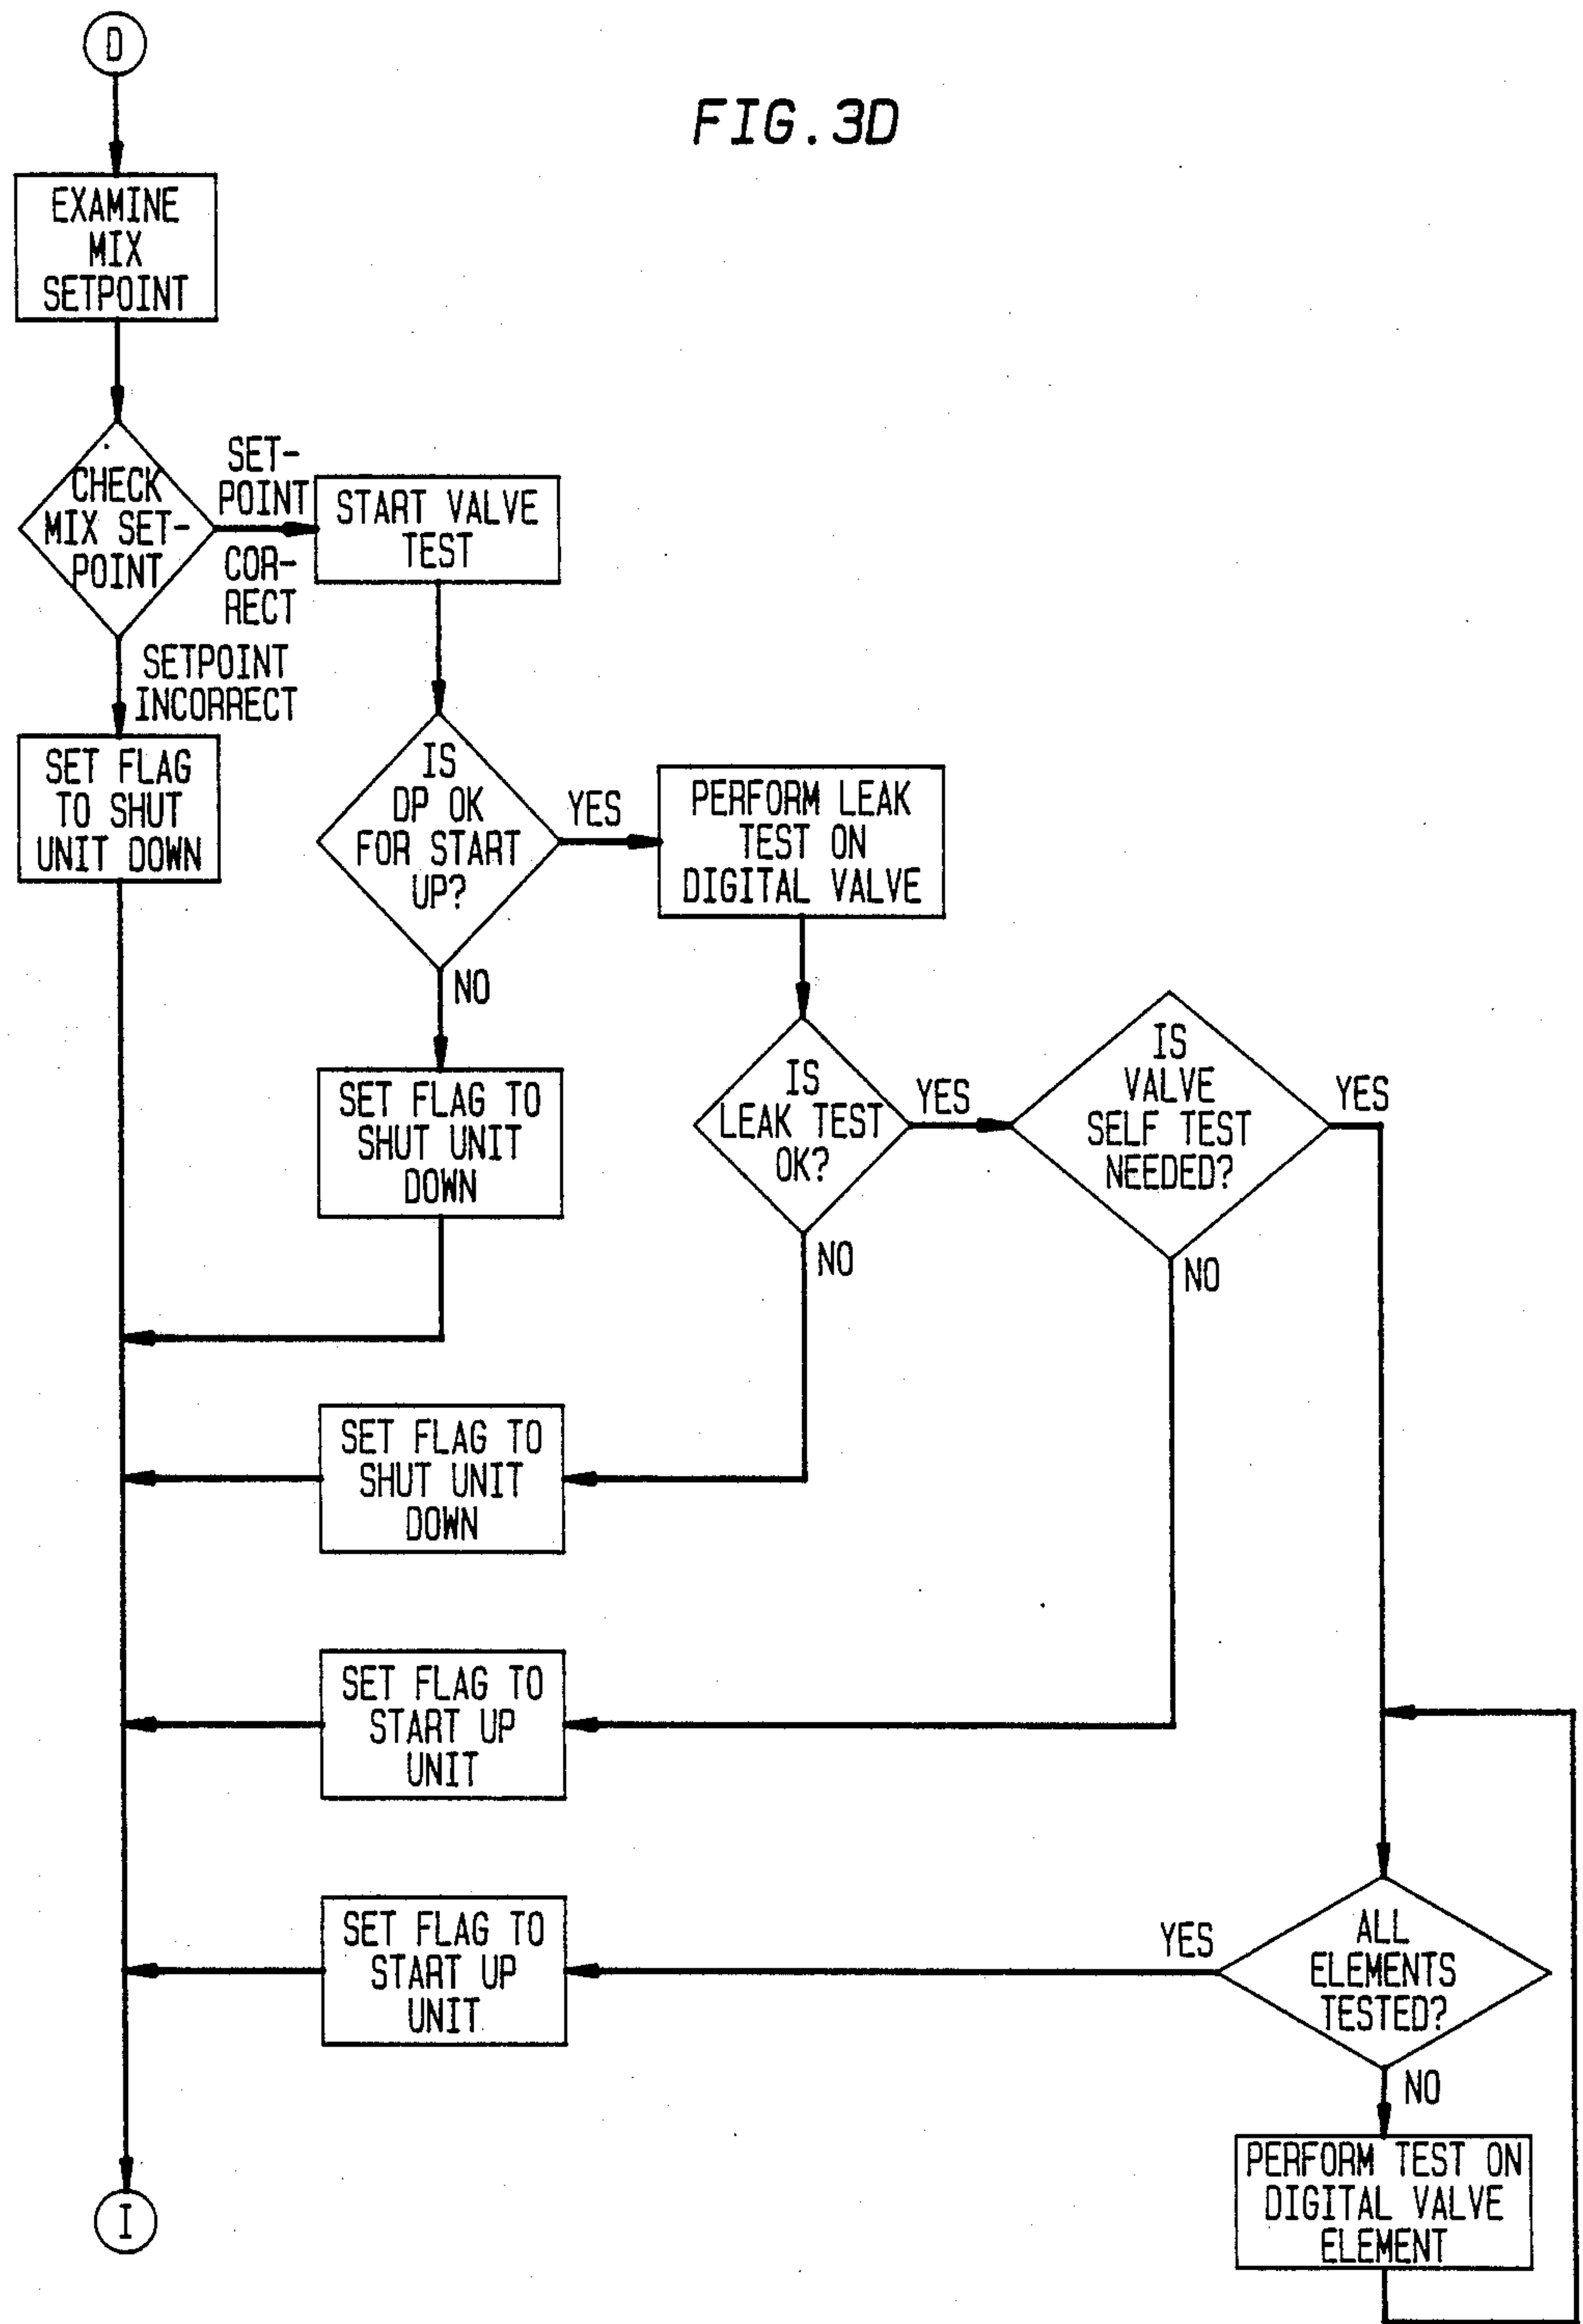 D
FIG. 3D
EXAMINE
MIX
SETPOINT
CHECK
MIX SET-
POINT
SET-
POINT
COR-
RECT
START VALVE
TEST
SETPOINT
INCORRECT
SET FLAG
TO SHUT
UNIT DOWN
IS
DP OK
FOR START
UP?
YES
PERFORM LEAK
TEST ON
DIGITAL VALVE
NO
SET FLAG TO
SHUT UNIT
DOWN
IS
LEAK TEST
OK?
YES
IS
VALVE
SELF TEST
NEEDED?
YES
NO
NO
SET FLAG TO
SHUT UNIT
DOWN
SET FLAG TO
START UP
UNIT
SET FLAG TO
START UP
UNIT
YES
ALL
ELEMENTS
TESTED?
NO
PERFORM TEST ON
DIGITAL VALVE
ELEMENT
I